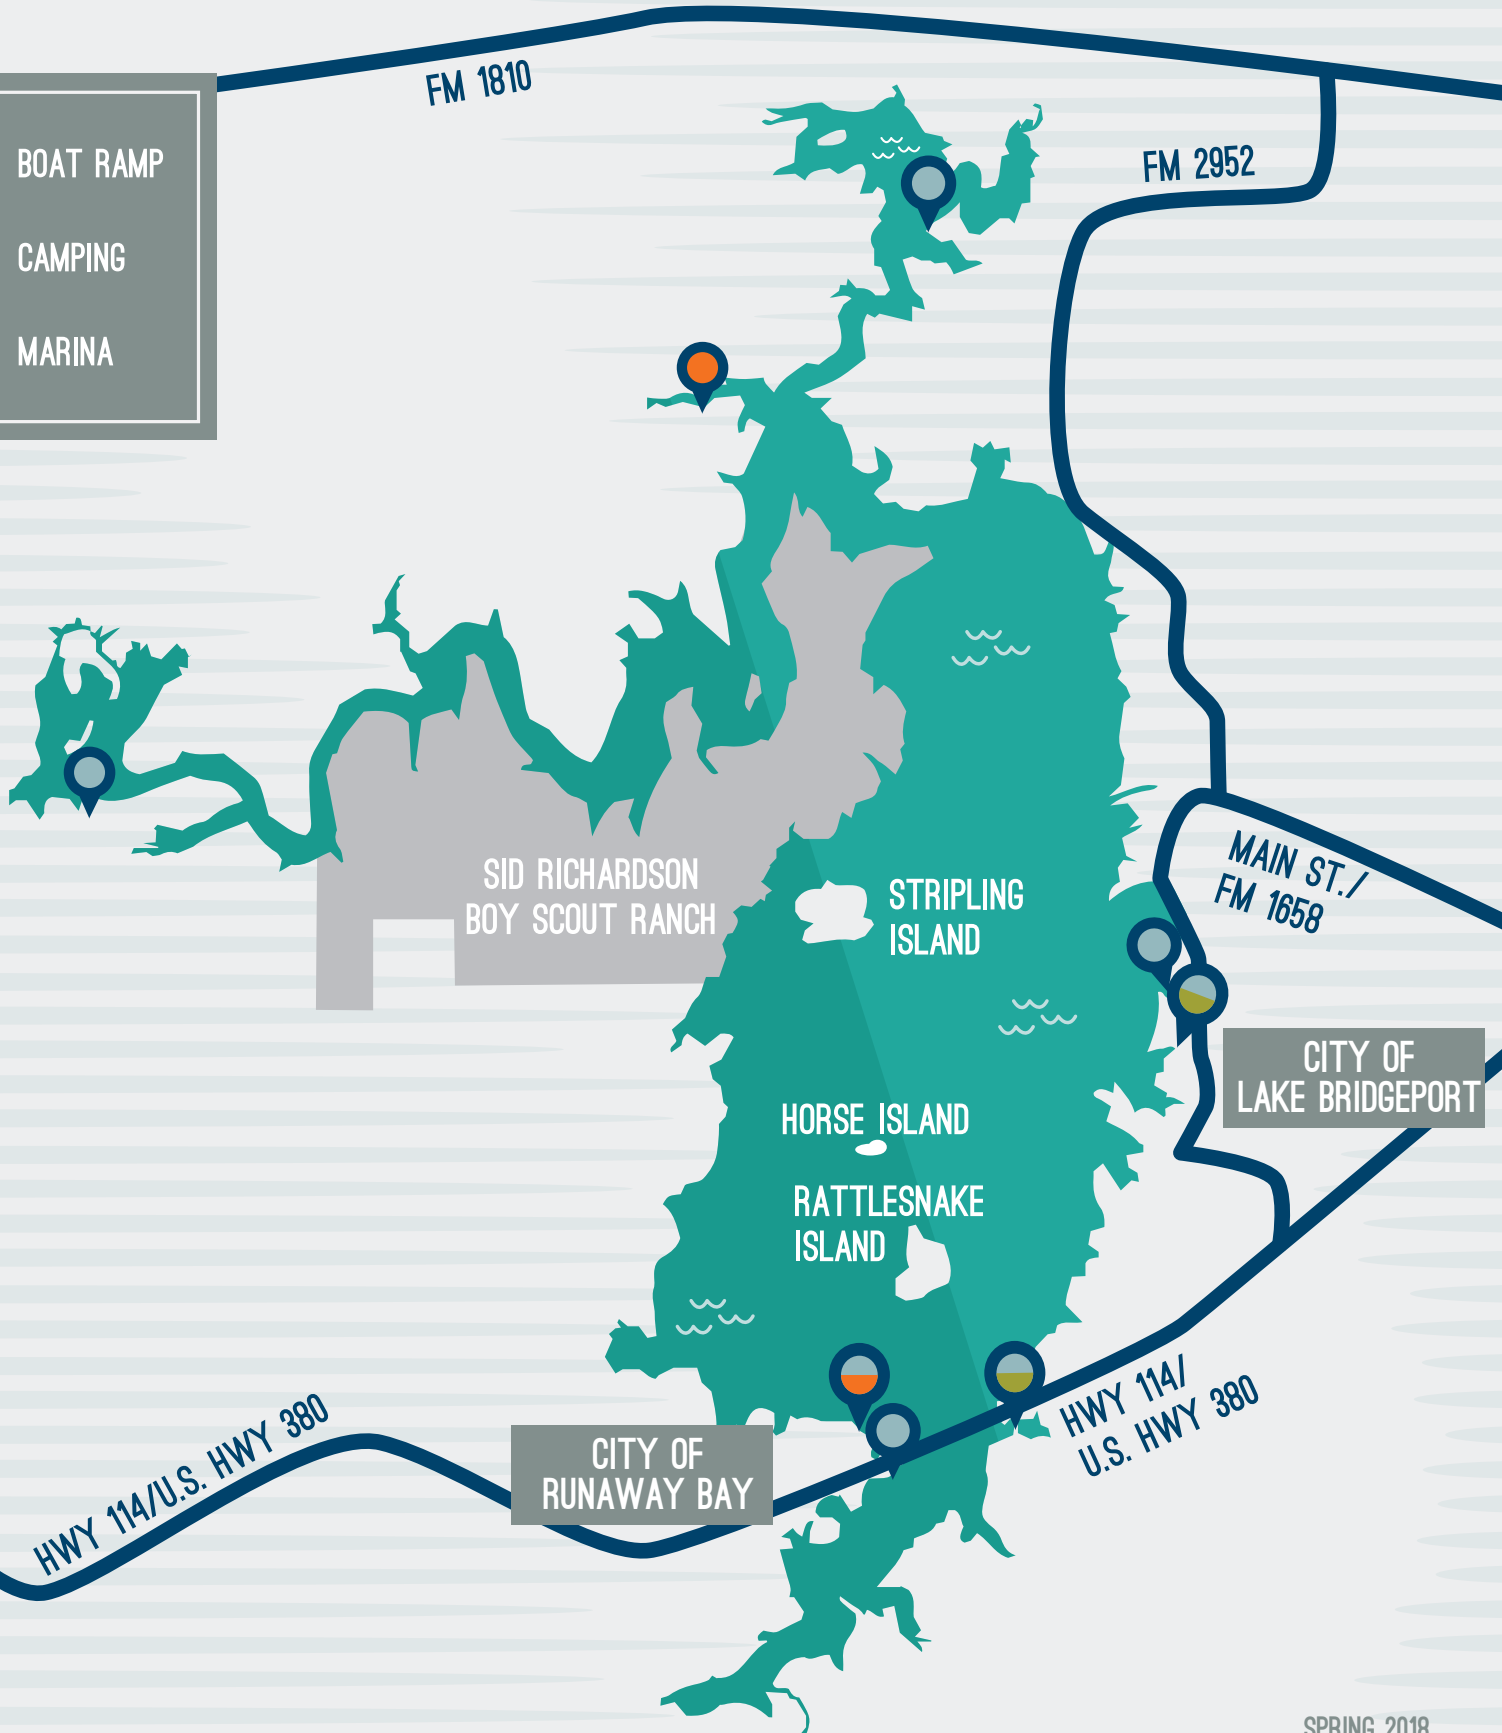 FM 1810
FM 2952
BOAT RAMP
CAMPING
MARINA
MAIN ST./
FM 1658
SID RICHARDSON
BOY SCOUT RANCH
STRIPLING
ISLAND
CITY OF
LAKE BRIDGEPORT
HORSE ISLAND
RATTLESNAKE
ISLAND
HWY 114/
U.S. HWY 380
HWY 114/U.S. HWY 380
CITY OF
RUNAWAY BAY
SPRING 2018